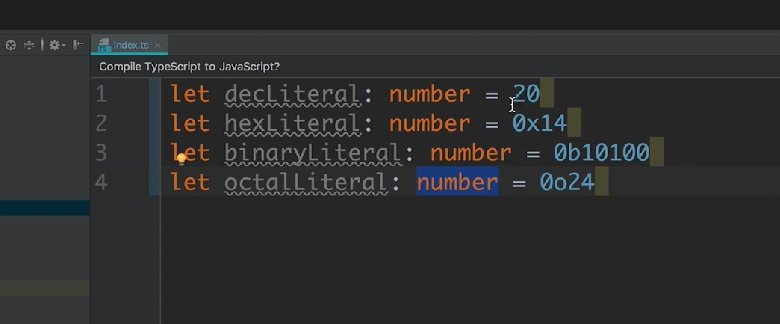 index.ts
Compile TypeScript to JavaScript?
1 let decLiteral: number = 20
2 let hexLiteral: number = 0x14
3 let binaryLiteral: number = 0b10100
4 let octalLiteral: number = 0o24